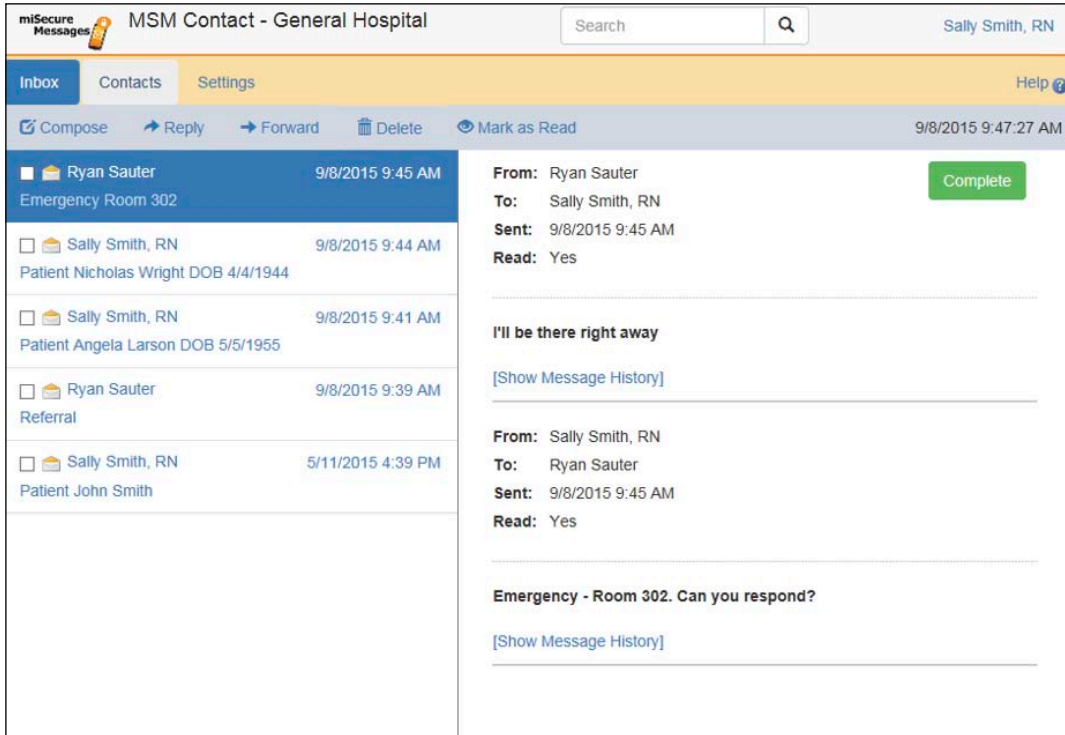 miSecure
Messages
MSM Contact - General Hospital
Search
Sally Smith, RN
Inbox Contacts Settings Help
Compose Reply Forward Delete Mark as Read 9/8/2015 9:47:27 AM
Ryan Sauter 9/8/2015 9:45 AM
Emergency Room 302
Sally Smith, RN 9/8/2015 9:44 AM
Patient Nicholas Wright DOB 4/4/1944
Sally Smith, RN 9/8/2015 9:41 AM
Patient Angela Larson DOB 5/5/1955
Ryan Sauter 9/8/2015 9:39 AM
Referral
Sally Smith, RN 5/11/2015 4:39 PM
Patient John Smith
From: Ryan Sauter
Complete
To: Sally Smith, RN
Sent: 9/8/2015 9:45 AM
Read: Yes
I'll be there right away
[Show Message History]
From: Sally Smith, RN
To: Ryan Sauter
Sent: 9/8/2015 9:45 AM
Read: Yes
Emergency - Room 302. Can you respond?
[Show Message History]